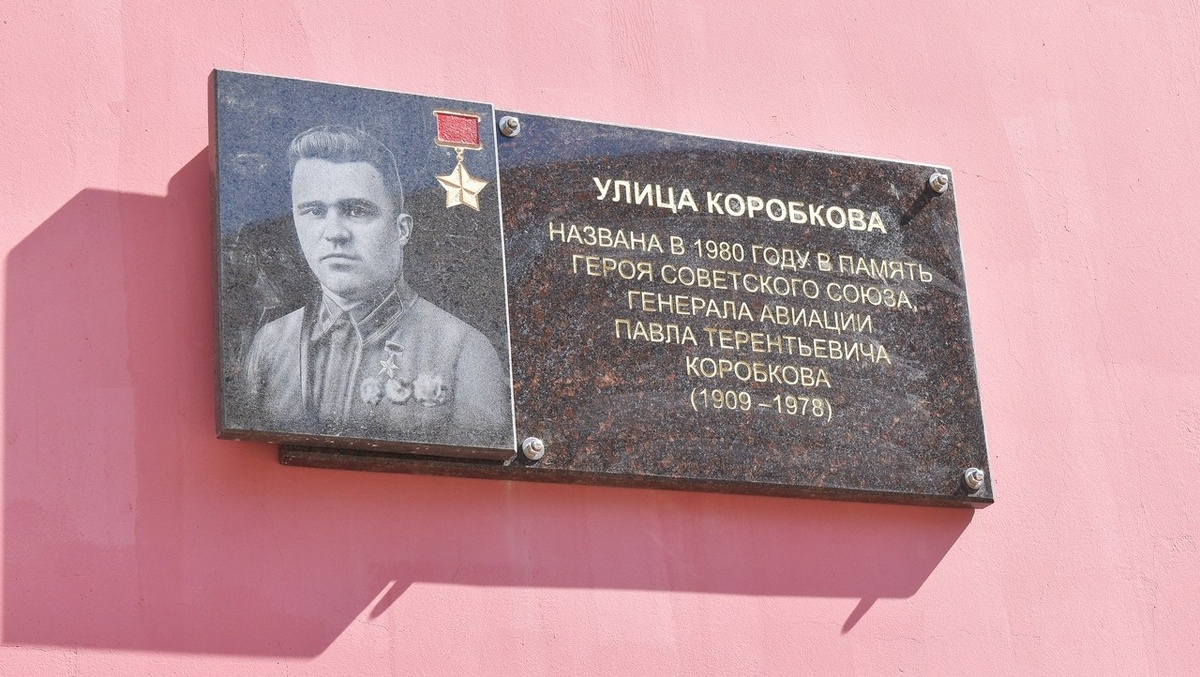 УЛИЦА КОРОБКОВА
НАЗВАНА В 1980 ГОДУ В ПАМЯТЬ
ГЕРОЯ СОВЕТСКОГО СОЮЗА,
ГЕНЕРАЛА АВИАЦИИ
ПАВЛА ТЕРЕНТЬЕВИЧА
КОРОБКОВА
(1909 –1978)